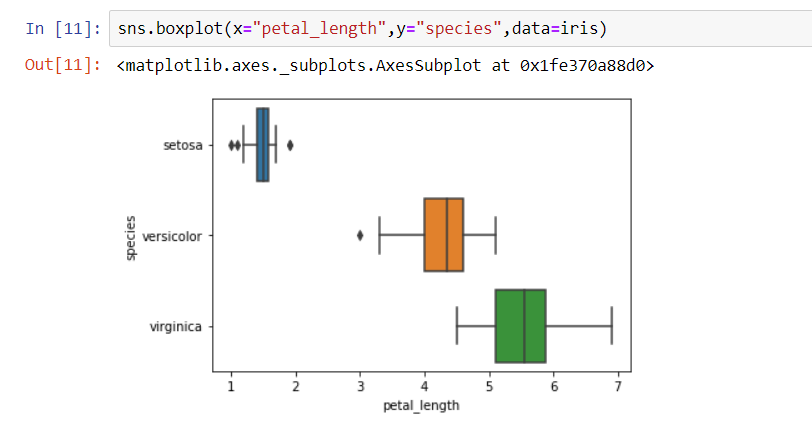 In [11]: sns.boxplot(x="petal_length",y="species",data=iris)
Out[11]: <matplotlib.axes._subplots.AxesSubplot at 0x1fe370a88d0>
setosa
species
versicolor
virginica
1 2 3 4 5 6 7
petal_length